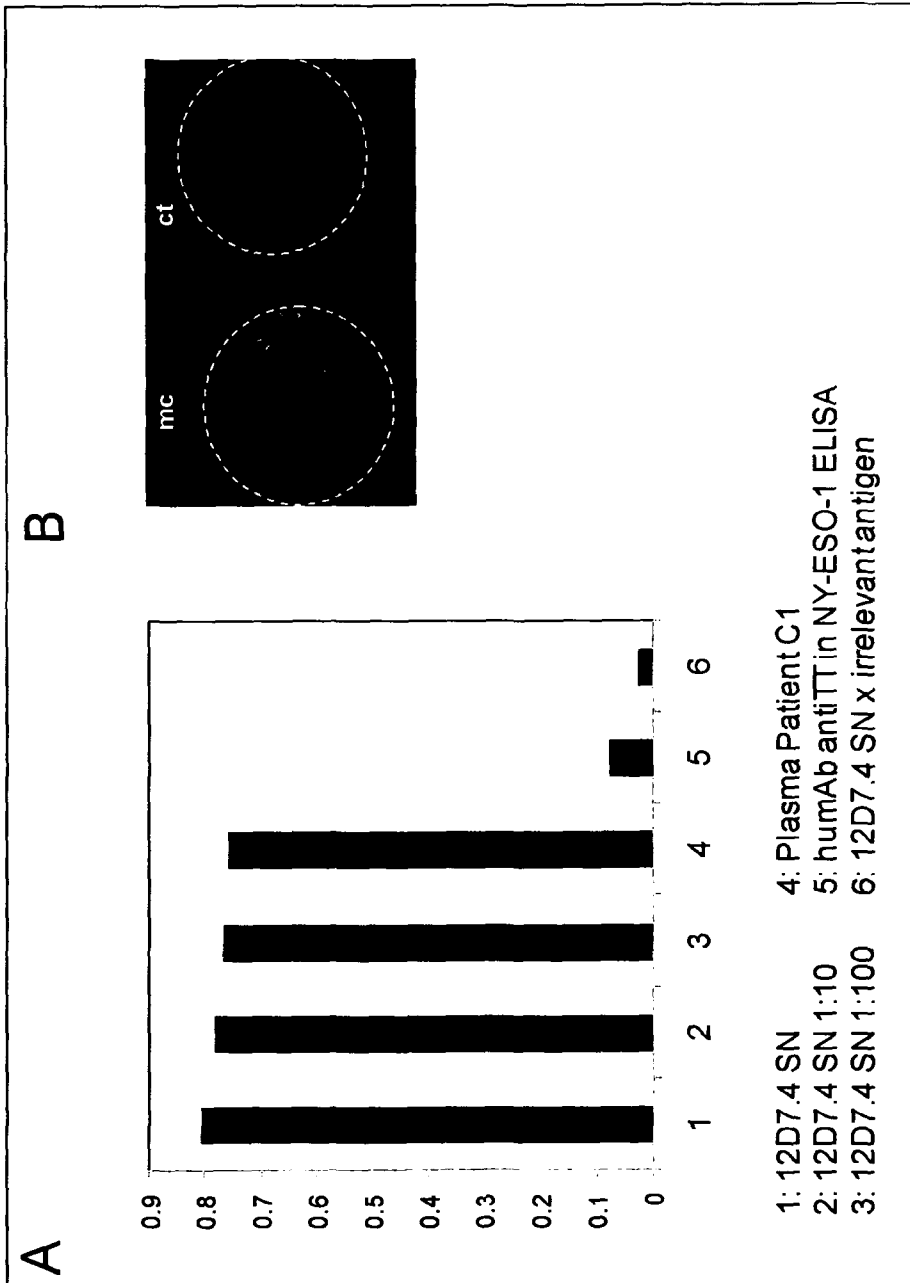 A
B
0.9
0.8
0.7
0.6
0.5
0.4
0.3
0.2
0.1
0
1 2 3 4 5 6
mc
ct
1: 12D7.4 SN
2: 12D7.4 SN 1:10
3: 12D7.4 SN 1:100
4: Plasma Patient C1
5: humAb antiTT in NY-ESO-1 ELISA
6: 12D7.4 SN x irrelevant antigen